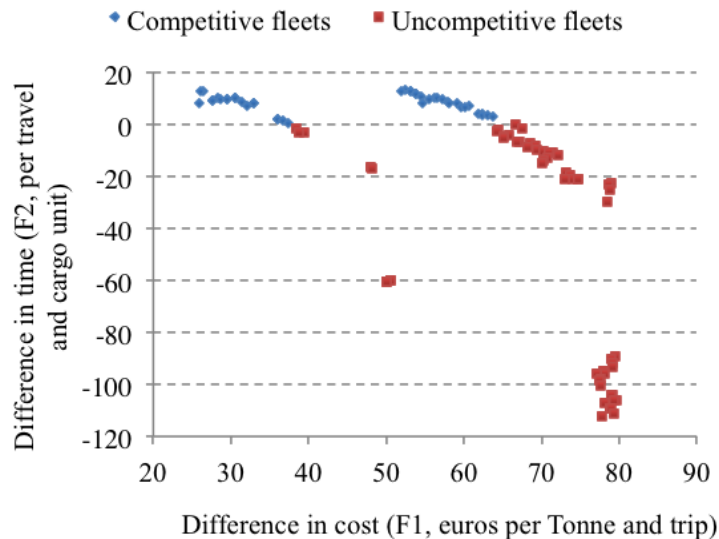 Competitive fleets
Uncompetitive fleets
Difference in time (F2, per travel
and cargo unit)
20
0
-20
-40
-60
-80
-100
-120
20 30 40 50 60 70 80 90
Difference in cost (F1, euros per Tonne and trip)